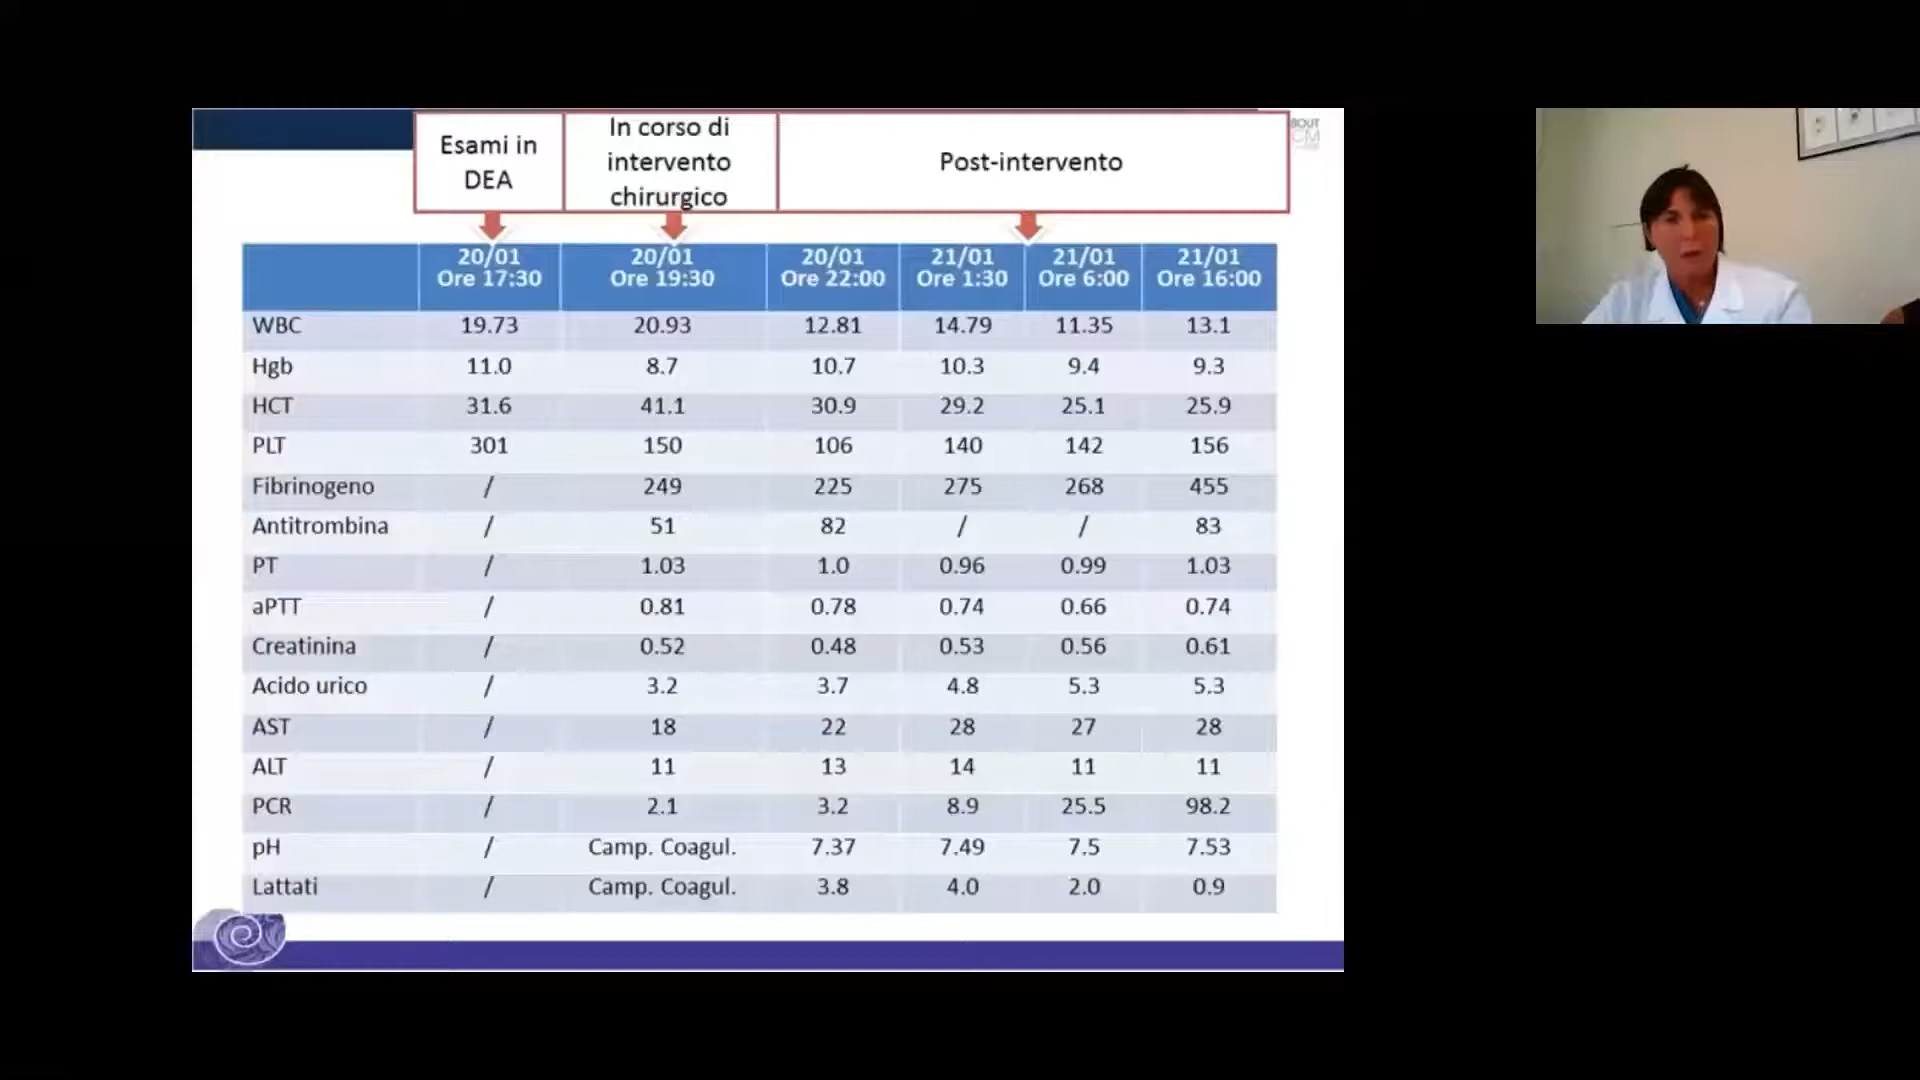 Esami in
DEA
In corso di
intervento
chirurgico
Post-intervento
20/01 20/01 20/01 21/01 21/01 21/01
Ore 17:30 Ore 19:30 Ore 22:00 Ore 1:30 Ore 6:00 Ore 16:00
WBC 19.73 20.93 12.81 14.79 11.35 13.1
Hgb 11.0 8.7 10.7 10.3 9.4 9.3
HCT 31.6 41.1 30.9 29.2 25.1 25.9
PLT 301 150 106 140 142 156
Fibrinogeno / 249 225 275 268 455
Antitrombina / 51 82 / / 83
PT / 1.03 1.0 0.96 0.99 1.03
aPTT / 0.81 0.78 0.74 0.66 0.74
Creatinina / 0.52 0.48 0.53 0.56 0.61
Acido urico / 3.2 3.7 4.8 5.3 5.3
AST / 18 22 28 27 28
ALT / 11 13 14 11 11
PCR / 2.1 3.2 8.9 25.5 98.2
pH / Camp. Coagul. 7.37 7.49 7.5 7.53
Lattati / Camp. Coagul. 3.8 4.0 2.0 0.9